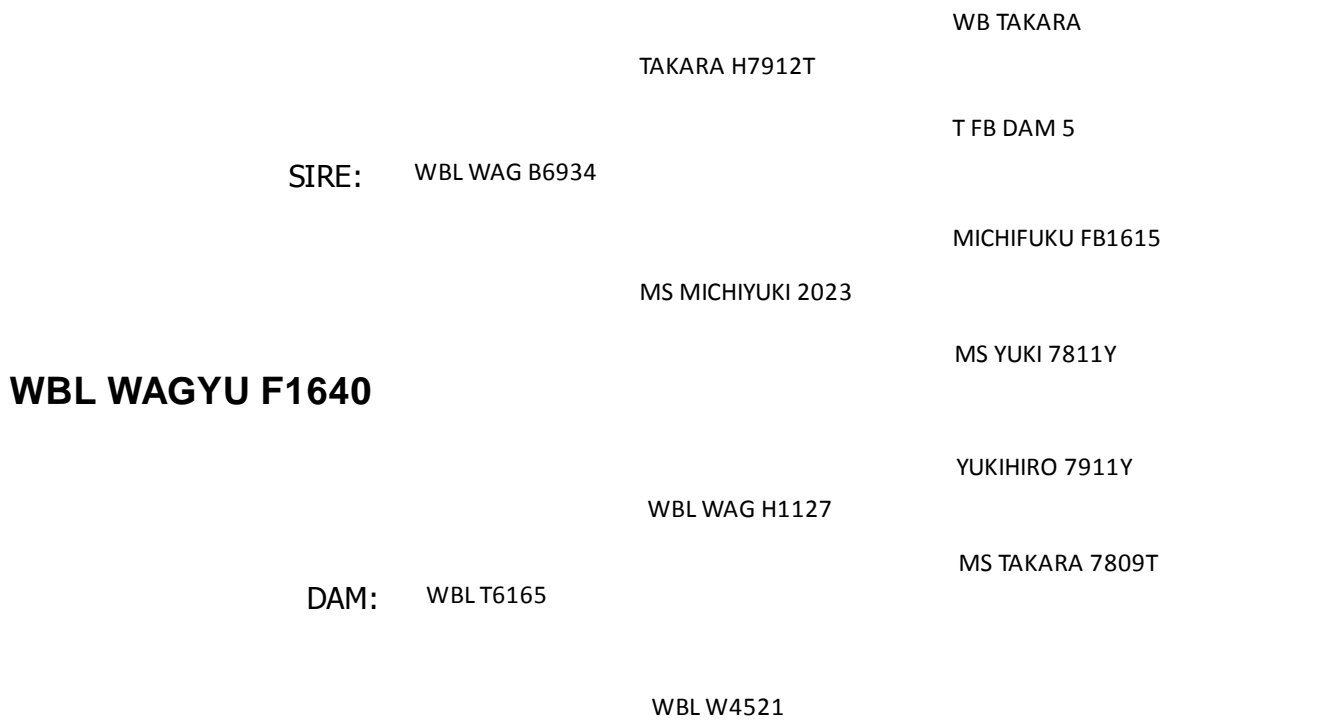 WB TAKARA
TAKARA H7912T
T FB DAM 5
SIRE: WBL WAG B6934
MICHIFUKU FB1615
MS MICHIYUKI 2023
MS YUKI 7811Y
WBL WAGYU F1640
YUKIHIRO 7911Y
WBL WAG H1127
MS TAKARA 7809T
DAM: WBL T6165
WBL W4521